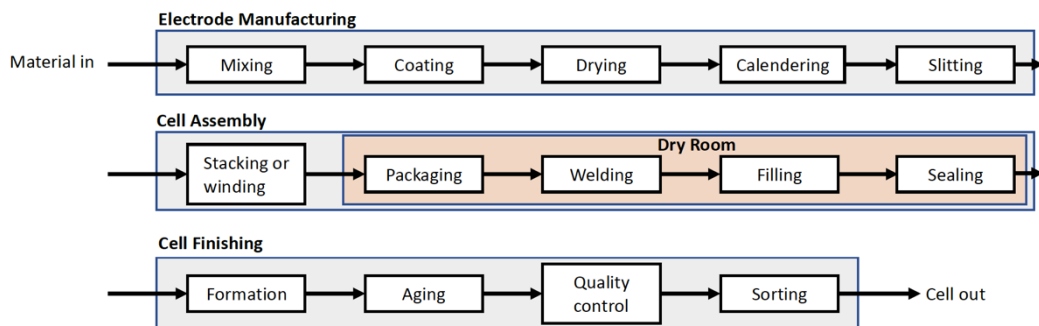 Electrode Manufacturing
Material in
Mixing
Coating
Drying
Calendering
Slitting
Cell Assembly
Dry Room
Stacking or
winding
Packaging
Welding
Filling
Sealing
Cell Finishing
Formation
Aging
Quality
control
Sorting
Cell out